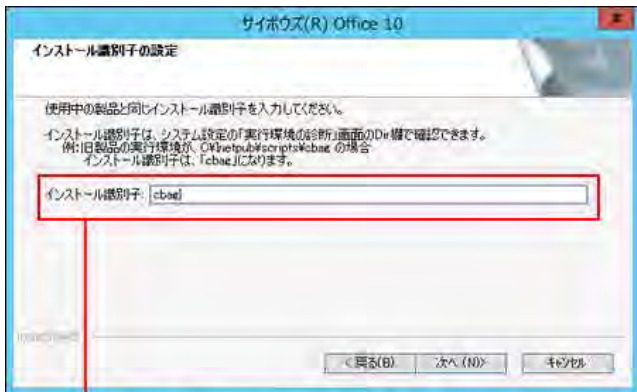 サイボウズ(R) Office 10
インストール識別子の設定
使用中の製品と同じインストール識別子を入力してください。
インストール識別子は、システム設定の「実行環境の診断」画面のDir欄で確認できます。
例:旧製品の実行環境が、C:¥Inetpub¥scripts¥cbag の場合
インストール識別子は、「cbag」になります。
インストール識別子: cbag
InstallShield
< 戻る(B)
次へ(N)>
キャンセル